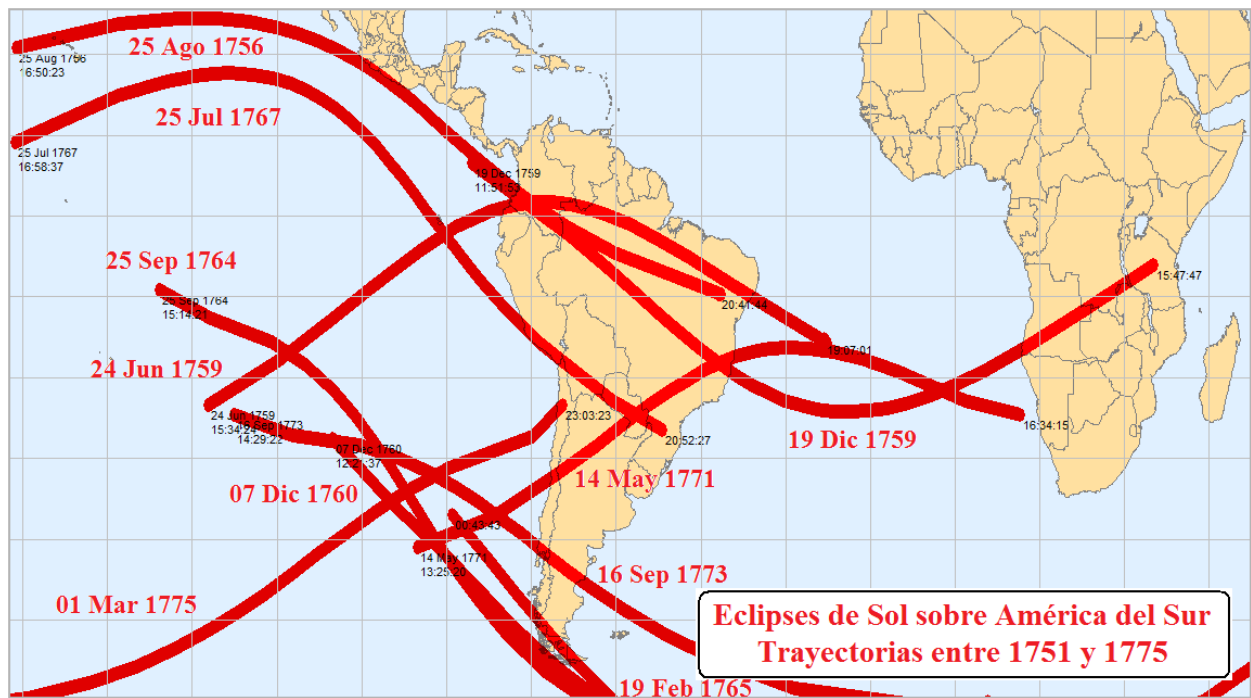 25 Ago 1756
25 Aug 1756
16:50:23
25 Jul 1767
25 Jul 1767
16:58:37
19 Dec 1759
11:51:53
25 Sep 1764
25 Sep 1764
15:14:21
15:47:47
20:41:44
19:07:01
24 Jun 1759
24 Jun 1759
15:34:24
16 Sep 1773
14:29:22
23:03:23
16:34:15
19 Dic 1759
20:52:27
07 Dec 1760
14 May 1771
07 Dic 1760
00:43:43
14 May 1771
13:25:20
16 Sep 1773
01 Mar 1775
Eclipses de Sol sobre América del Sur
Trayectorias entre 1751 y 1775
19 Feb 1765